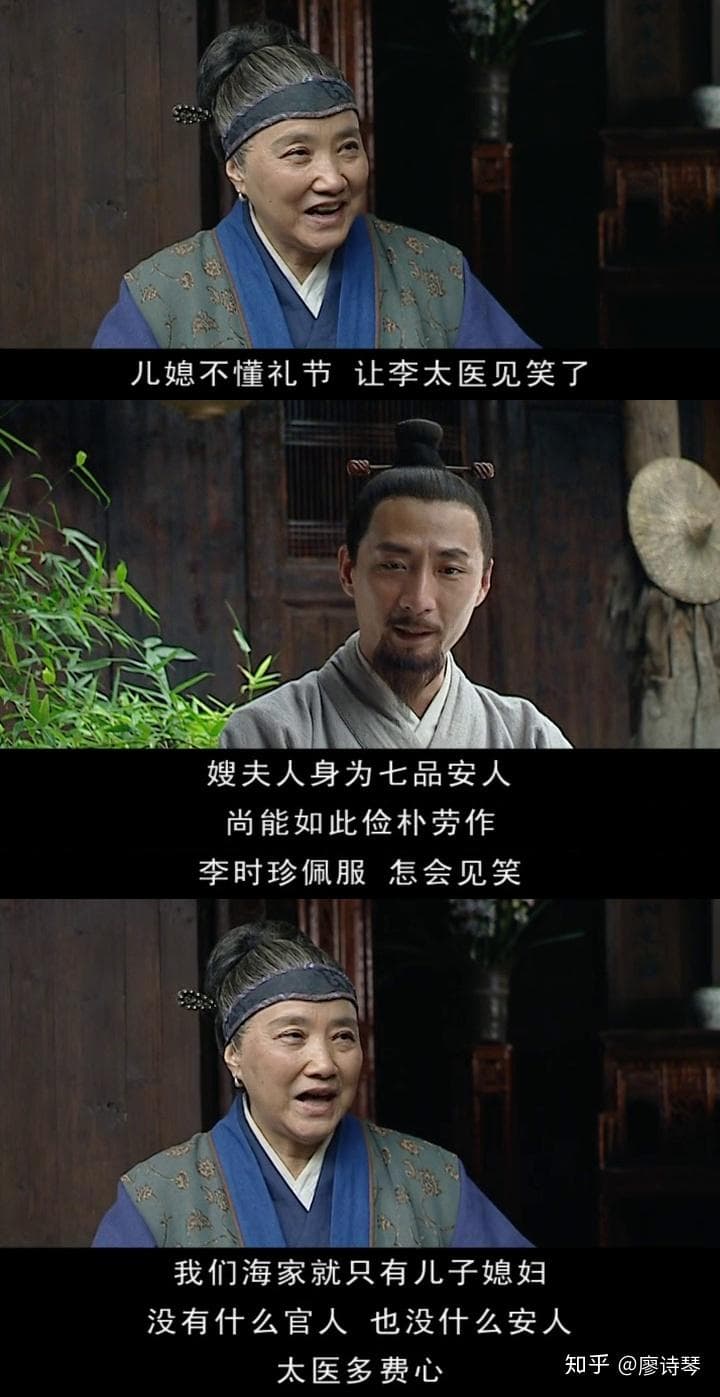 儿媳不懂礼节 让李太医见笑了
嫂夫人身为七品安人
尚能如此俭朴劳作
李时珍佩服 怎会见笑
我们海家就只有儿子媳妇
没有什么官人 也没什么安人
太医多费心
知乎 @廖诗琴